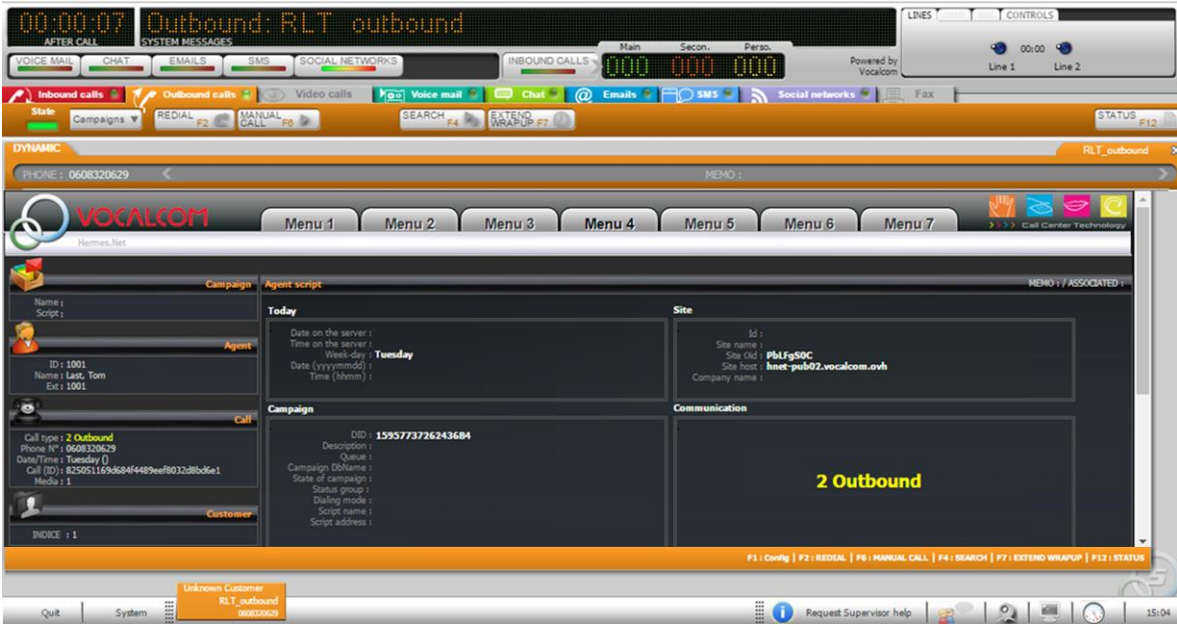 00:00:07
AFTER CALL
Outbound: RLT outbound
SYSTEM MESSAGES
LINES
CONTROLS
Main Secon. Perso.
000 000 000
VOICE MAIL CHAT EMAILS SMS SOCIAL NETWORKS
INBOUND CALLS
Powered by
Vocalcom
00:00
Line 1 Line 2
Inbound calls Outbound calls Video calls Voice mail Chat Emails SMS Social networks Fax
State
Campaigns
REDIAL F2
MANUAL CALL F6
SEARCH F4
EXTEND WRAPUP F7
STATUS F12
DYNAMIC
RLT_outbound
PHONE : 0608320629
MEMO :
VOCALCOM
Hermes.Net
Menu 1 Menu 2 Menu 3 Menu 4 Menu 5 Menu 6 Menu 7
>>>> Call Center Technology
Campaign
Name :
Script :
Agent
ID : 1001
Name : Last, Tom
Ext : 1001
Call
Call type : 2 Outbound
Phone N° : 0608320629
Date/Time : Tuesday ()
Call (ID) : 825051169d684f4489eef8032d8bd6e1
Media : 1
Customer
INDICE : 1
Agent script
MEMO : / ASSOCIATED :
Today
Date on the server :
Time on the server :
Week-day : Tuesday
Date (yyyymmdd) :
Time (hhmm) :
Site
Id :
Site name :
Site Oid : PbLFgS0C
Site host : hnet-pub02.vocalcom.ovh
Company name :
Campaign
DID : 15957737262436B4
Description :
Queue :
Campaign DbName :
State of campaign :
Status group :
Dialing mode :
Script name :
Script address :
Communication
2 Outbound
F1 : Config | F2 : REDIAL | F6 : MANUAL CALL | F4 : SEARCH | F7 : EXTEND WRAPUP | F12 : STATUS
Unknown Customer
RLT_outbound
0608320629
Quit System
Request Supervisor help
15:04